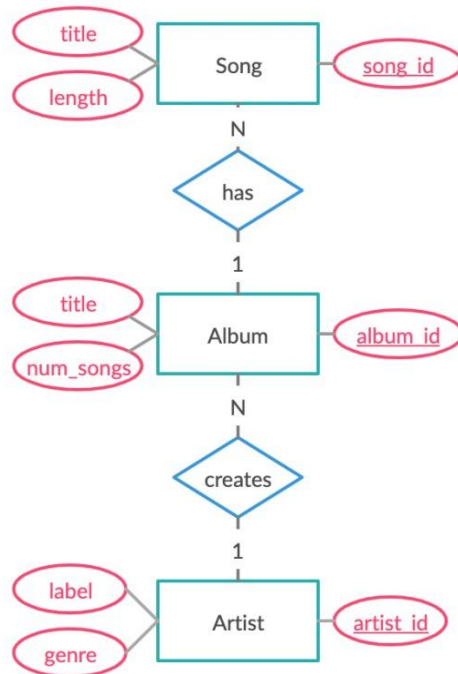 title
Song
song_id
length
N
has
1
title
Album
album_id
num_songs
N
creates
1
label
Artist
artist_id
genre